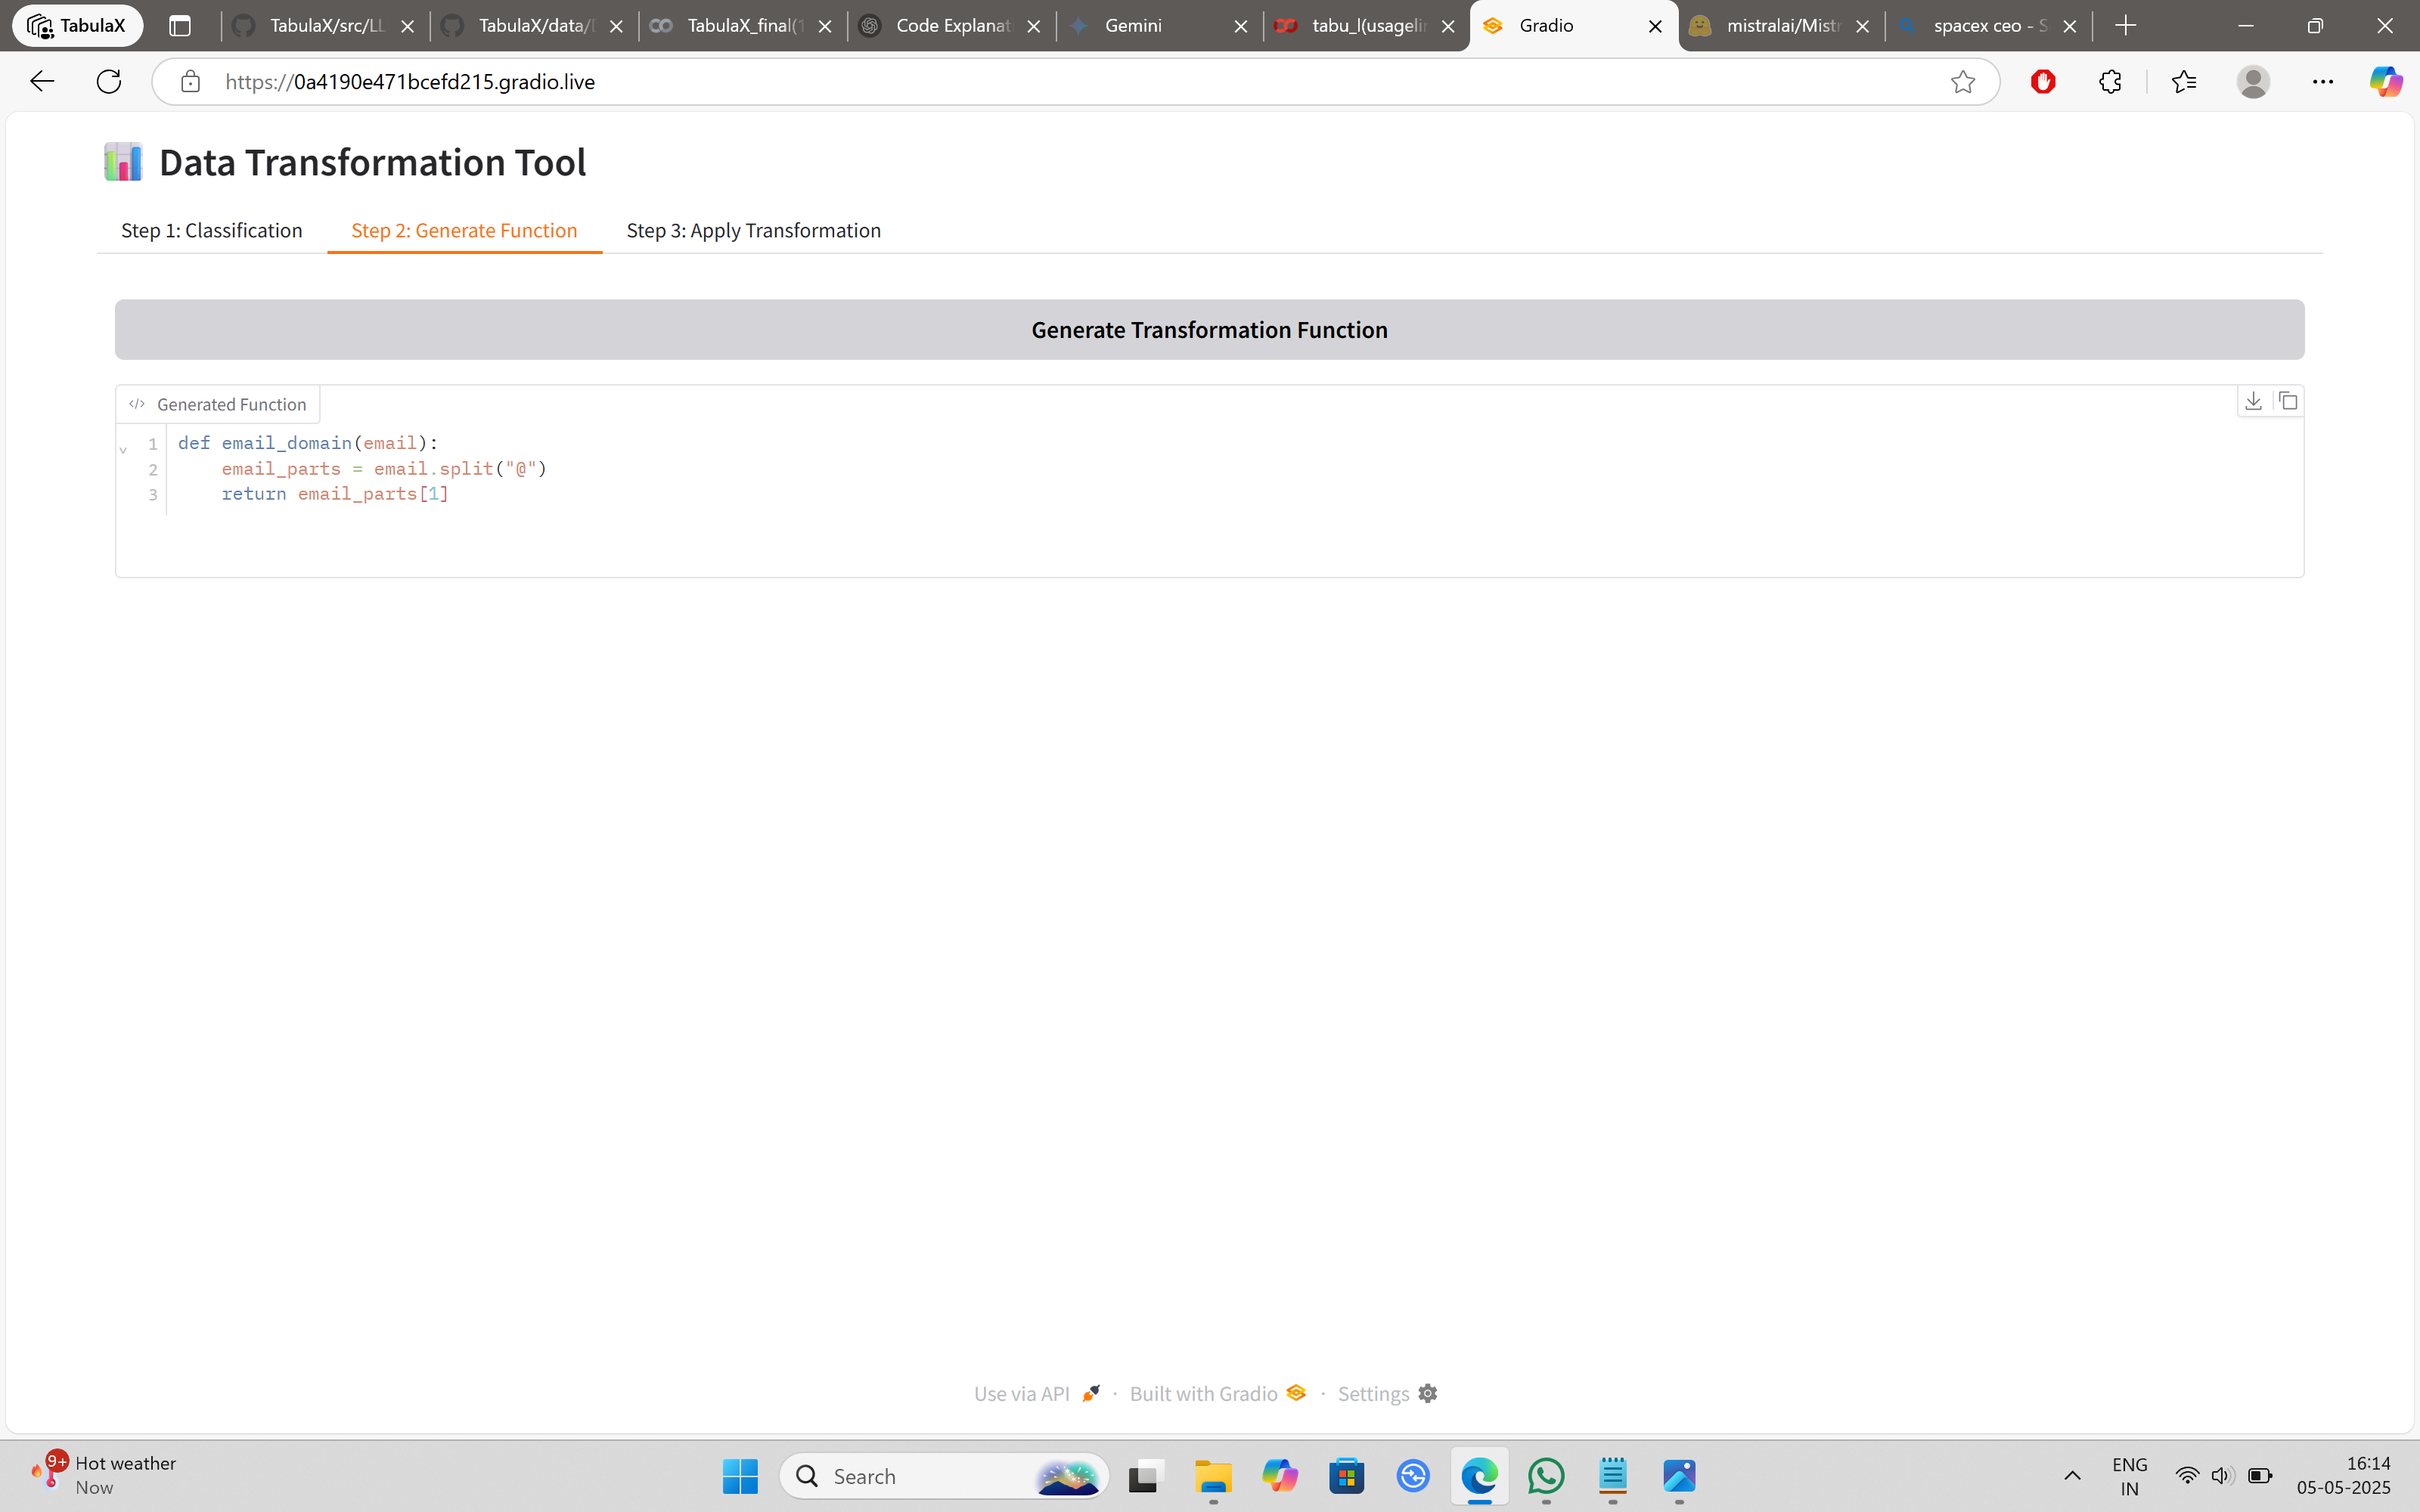 TabulaX
TabulaX/src/LL
TabulaX/data/
TabulaX_final(1
Code Explanat
Gemini
tabu_l(usagelin
Gradio
mistralai/Mistr
spacex ceo - S
https://0a4190e471bcefd215.gradio.live
Data Transformation Tool
Step 1: Classification
Step 2: Generate Function
Step 3: Apply Transformation
Generate Transformation Function
Generated Function
1 def email_domain(email):
2 email_parts = email.split("@")
3 return email_parts[1]
Use via API · Built with Gradio · Settings
9+
Hot weather
Now
Search
ENG
IN
16:14
05-05-2025